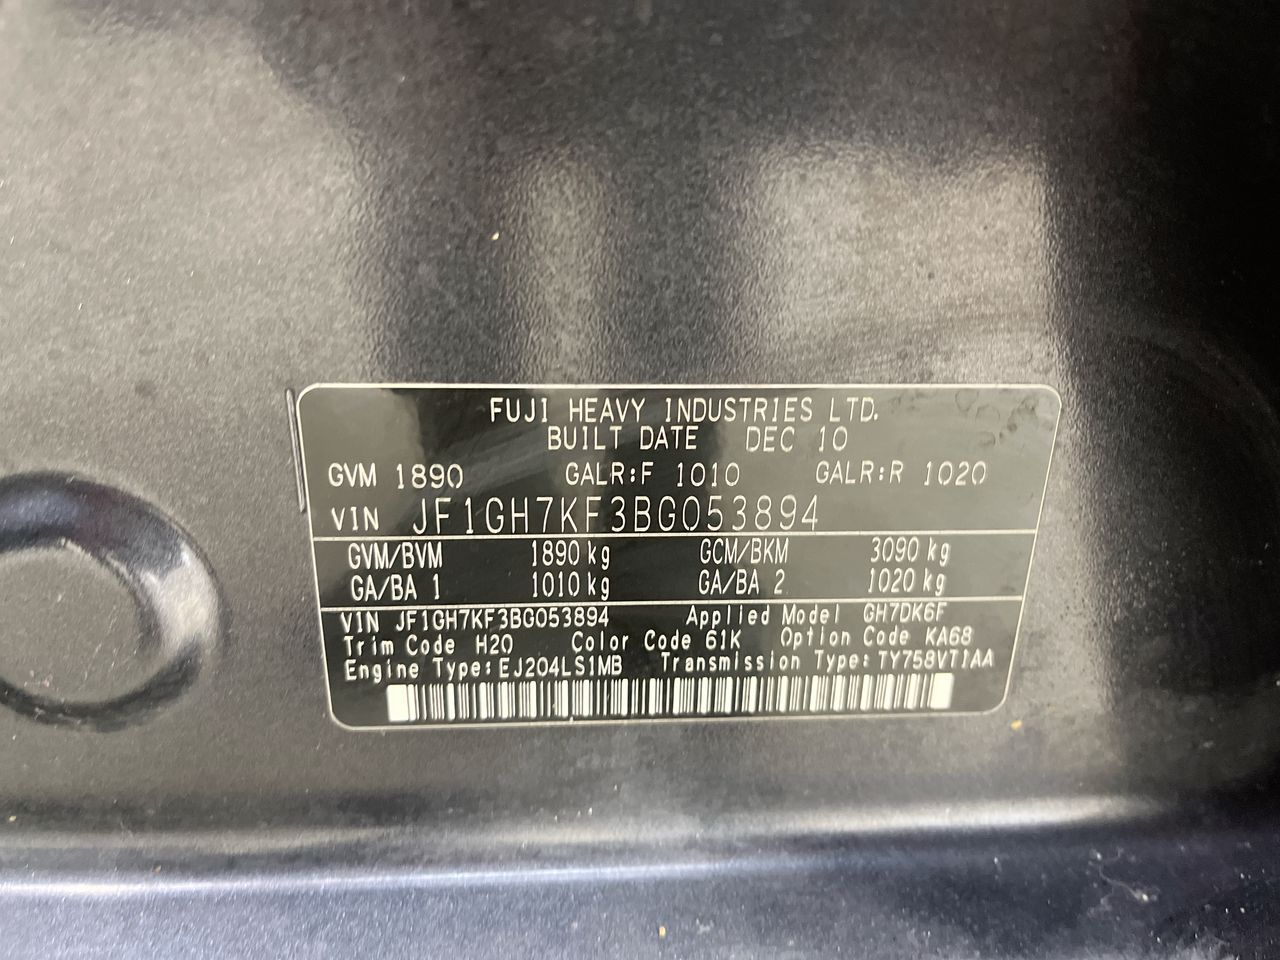 FUJI HEAVY INDUSTRIES LTD.
BUILT DATE DEC 10
GVM 1890 GALR:F 1010 GALR:R 1020
VIN JF1GH7KF3BG053894
GVM/BVM 1890 kg GCM/BKM 3090 kg
GA/BA 1 1010 kg GA/BA 2 1020 kg
VIN JF1GH7KF3BG053894 Applied Model GH7DK6F
Trim Code H20 Color Code 61K Option Code KA68
Engine Type:EJ204LS1MB Transmission Type:TY758VT1AA